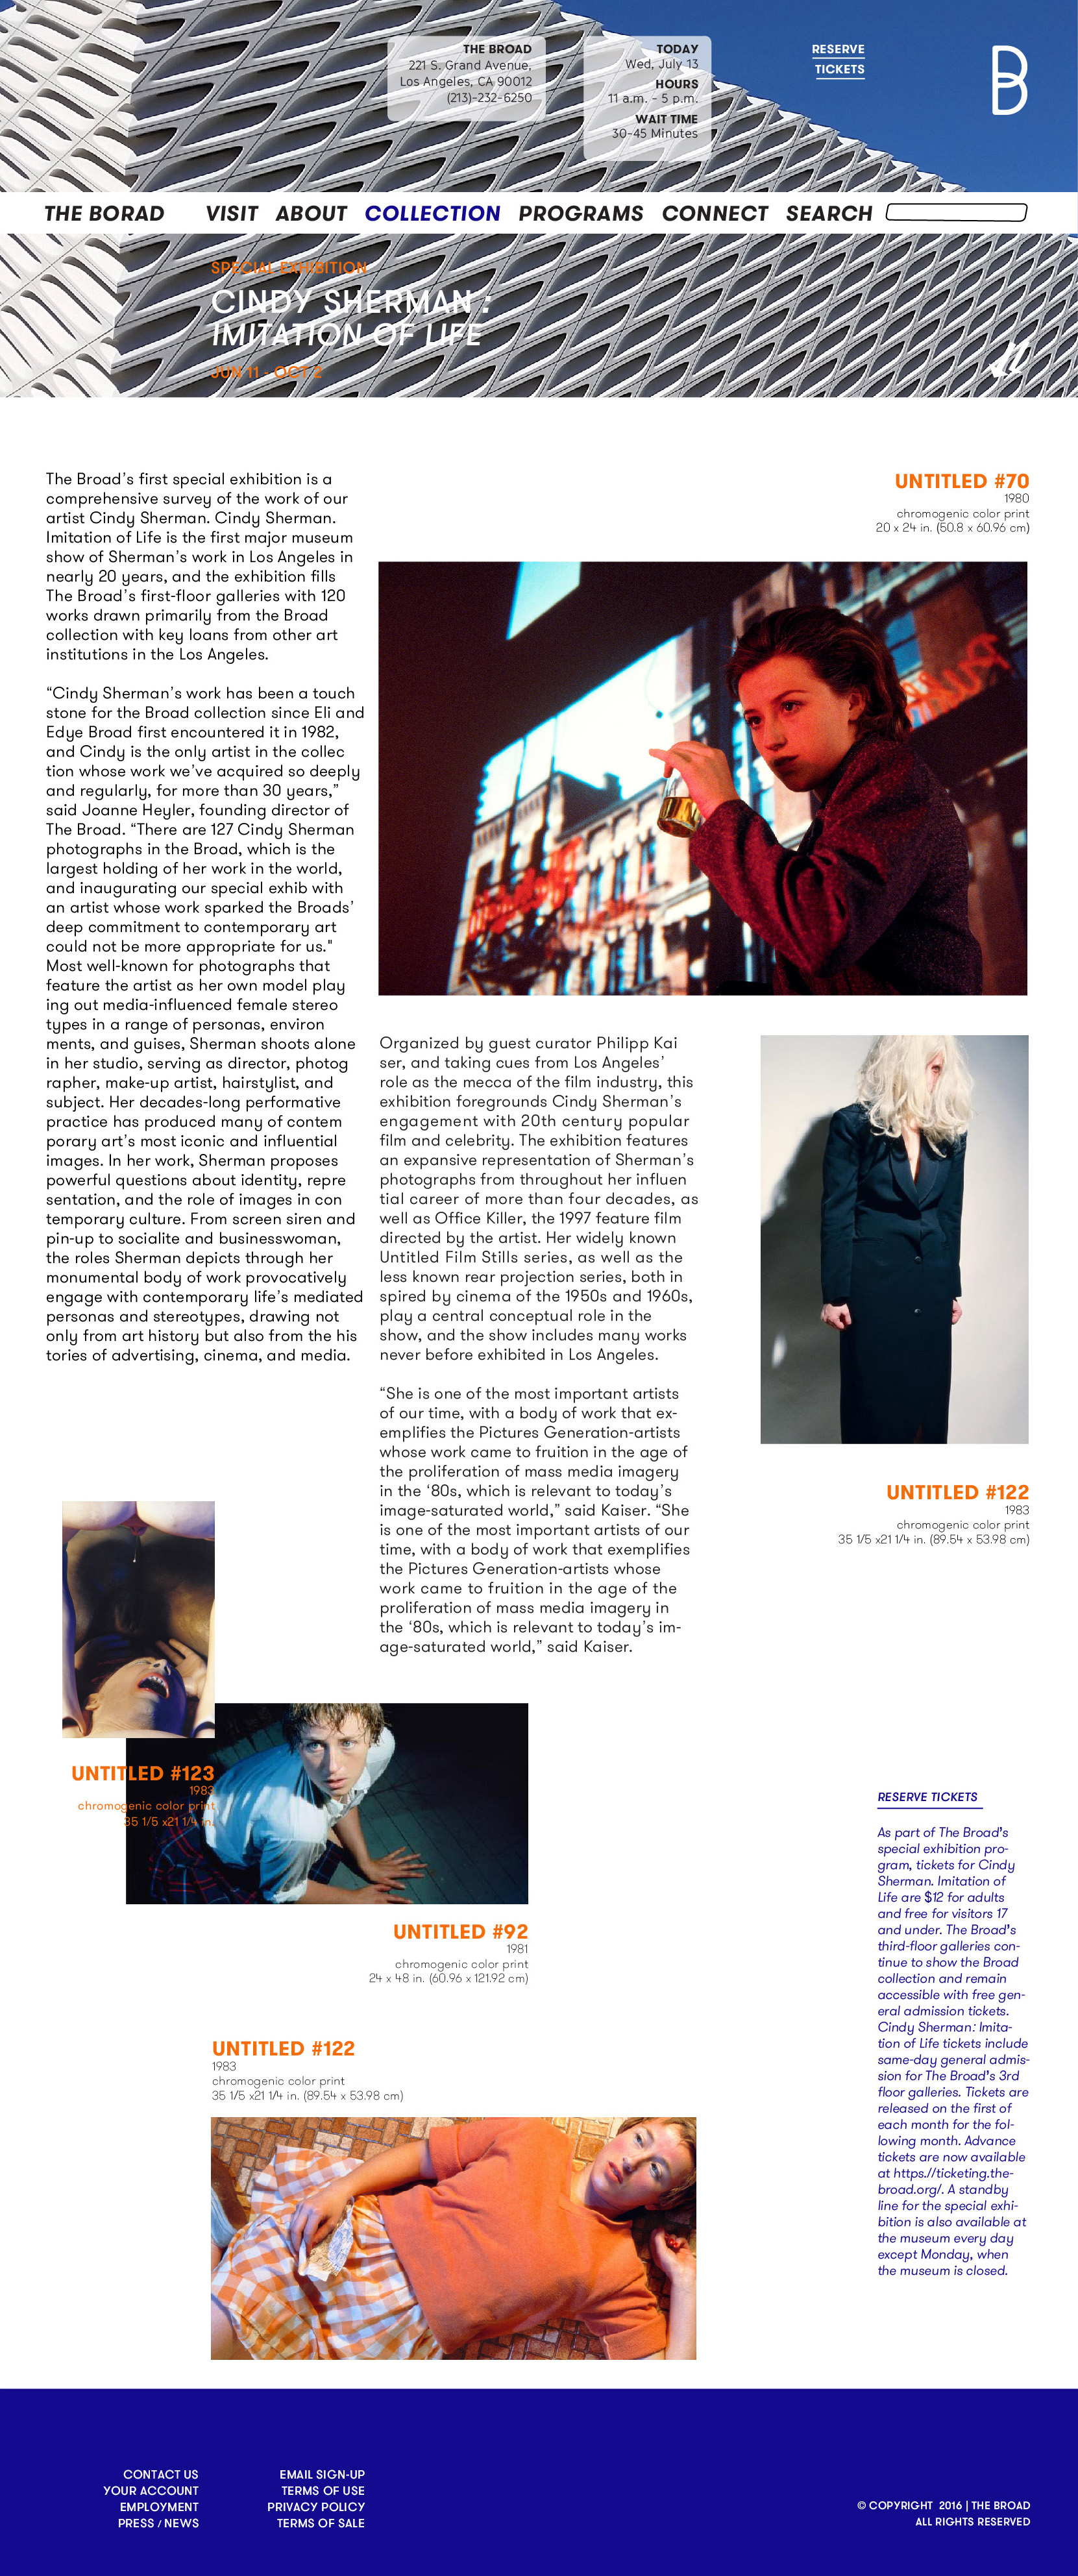 THE BROAD
221 S. Grand Avenue,
Los Angeles, CA 90012
(213)-232-6250
TODAY
Wed, July 13
HOURS
11 a.m. - 5 p.m.
WAIT TIME
30-45 Minutes
RESERVE
TICKETS
B
THE BORAD VISIT ABOUT COLLECTION PROGRAMS CONNECT SEARCH
SPECIAL EXHIBITION
CINDY SHERMAN :
IMITATION OF LIFE
JUN 11 - OCT 2
The Broad's first special exhibition is a
comprehensive survey of the work of our
artist Cindy Sherman. Cindy Sherman.
Imitation of Life is the first major museum
show of Sherman's work in Los Angeles in
nearly 20 years, and the exhibition fills
The Broad's first-floor galleries with 120
works drawn primarily from the Broad
collection with key loans from other art
institutions in the Los Angeles.
“Cindy Sherman's work has been a touch
stone for the Broad collection since Eli and
Edye Broad first encountered it in 1982,
and Cindy is the only artist in the collec
tion whose work we've acquired so deeply
and regularly, for more than 30 years,”
said Joanne Heyler, founding director of
The Broad. “There are 127 Cindy Sherman
photographs in the Broad, which is the
largest holding of her work in the world,
and inaugurating our special exhib with
an artist whose work sparked the Broads'
deep commitment to contemporary art
could not be more appropriate for us."
Most well-known for photographs that
feature the artist as her own model play
ing out media-influenced female stereo
types in a range of personas, environ
ments, and guises, Sherman shoots alone
in her studio, serving as director, photog
rapher, make-up artist, hairstylist, and
subject. Her decades-long performative
practice has produced many of contem
porary art's most iconic and influential
images. In her work, Sherman proposes
powerful questions about identity, repre
sentation, and the role of images in con
temporary culture. From screen siren and
pin-up to socialite and businesswoman,
the roles Sherman depicts through her
monumental body of work provocatively
engage with contemporary life's mediated
personas and stereotypes, drawing not
only from art history but also from the his
tories of advertising, cinema, and media.
UNTITLED #70
1980
chromogenic color print
20 x 24 in. (50.8 x 60.96 cm)
Organized by guest curator Philipp Kai
ser, and taking cues from Los Angeles'
role as the mecca of the film industry, this
exhibition foregrounds Cindy Sherman's
engagement with 20th century popular
film and celebrity. The exhibition features
an expansive representation of Sherman's
photographs from throughout her influen
tial career of more than four decades, as
well as Office Killer, the 1997 feature film
directed by the artist. Her widely known
Untitled Film Stills series, as well as the
less known rear projection series, both in
spired by cinema of the 1950s and 1960s,
play a central conceptual role in the
show, and the show includes many works
never before exhibited in Los Angeles.
“She is one of the most important artists
of our time, with a body of work that ex-
emplifies the Pictures Generation-artists
whose work came to fruition in the age of
the proliferation of mass media imagery
in the ‘80s, which is relevant to today's
image-saturated world,” said Kaiser. “She
is one of the most important artists of our
time, with a body of work that exemplifies
the Pictures Generation-artists whose
work came to fruition in the age of the
proliferation of mass media imagery in
the ‘80s, which is relevant to today's im-
age-saturated world,” said Kaiser.
UNTITLED #122
1983
chromogenic color print
35 1/5 x21 1/4 in. (89.54 x 53.98 cm)
UNTITLED #123
1983
chromogenic color print
35 1/5 x21 1/4 in.
UNTITLED #92
1981
chromogenic color print
24 x 48 in. (60.96 x 121.92 cm)
UNTITLED #122
1983
chromogenic color print
35 1/5 x21 1/4 in. (89.54 x 53.98 cm)
RESERVE TICKETS
As part of The Broad's
special exhibition pro-
gram, tickets for Cindy
Sherman. Imitation of
Life are $12 for adults
and free for visitors 17
and under. The Broad's
third-floor galleries con-
tinue to show the Broad
collection and remain
accessible with free gen-
eral admission tickets.
Cindy Sherman: Imita-
tion of Life tickets include
same-day general admis-
sion for The Broad's 3rd
floor galleries. Tickets are
released on the first of
each month for the fol-
lowing month. Advance
tickets are now available
at https.//ticketing.the-
broad.org/. A standby
line for the special exhi-
bition is also available at
the museum every day
except Monday, when
the museum is closed.
CONTACT US
YOUR ACCOUNT
EMPLOYMENT
PRESS / NEWS
EMAIL SIGN-UP
TERMS OF USE
PRIVACY POLICY
TERMS OF SALE
© COPYRIGHT 2016 | THE BROAD
ALL RIGHTS RESERVED